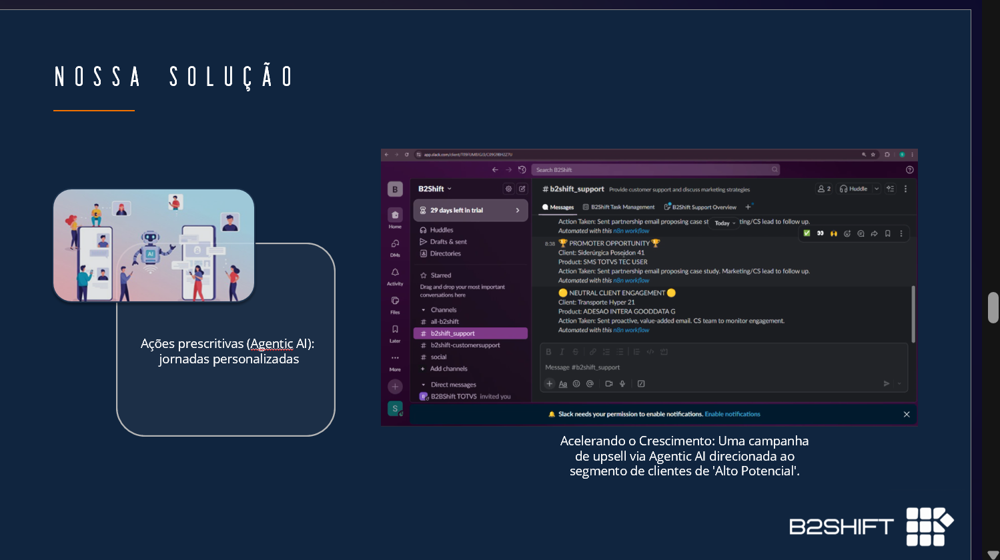 NOSSA SOLUÇÃO
AI
Ações prescritivas (Agentic AI):
jornadas personalizadas
Search B2Shift
B
B2Shift
29 days left in trial
Home
DMs
Activity
Files
Later
More
S
Huddles
Drafts & sent
Directories
Starred
Drag and drop your most important
conversations here
Channels
# all-b2shift
# b2shift_support
# b2shift-customersupport
# social
+ Add channels
Direct messages
B2BShift TOTVS invited you
# b2shift_support Provide customer support and discuss marketing strategies
2 Huddle
Messages B2Shift Task Management B2Shift Support Overview +
Today
Action Taken: Sent partnership email proposing case st ting/CS lead to follow up.
Automated with this n8n workflow
8:38 🏆 PROMOTER OPPORTUNITY 🏆
Client: Siderúrgica Posejdon 41
Product: SMS TOTVS TEC USER
Action Taken: Sent partnership email proposing case study. Marketing/CS lead to follow up.
Automated with this n8n workflow
🟡 NEUTRAL CLIENT ENGAGEMENT 🟡
Client: Transporte Hyper 21
Product: ADESAO INTERA GOODDATA G
Action Taken: Sent proactive, value-added email. CS team to monitor engagement.
Automated with this n8n workflow
B I S
Message #b2shift_support
+ Aa @
Slack needs your permission to enable notifications. Enable notifications
Acelerando o Crescimento: Uma campanha
de upsell via Agentic AI direcionada ao
segmento de clientes de 'Alto Potencial'.
B2SHIFT